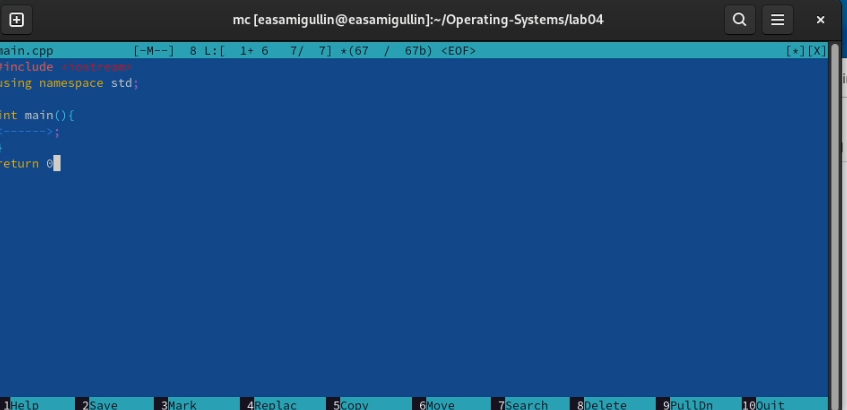 mc [easamigullin@easamigullin]:~/Operating-Systems/lab04
main.cpp [-M--] 8 L:[ 1+ 6 7/ 7] *(67 / 67b) <EOF> [*][X]
#include <iostream>
using namespace std;
int main(){
<------>;
}
return 0
1Help 2Save 3Mark 4Replac 5Copy 6Move 7Search 8Delete 9PullDn 10Quit